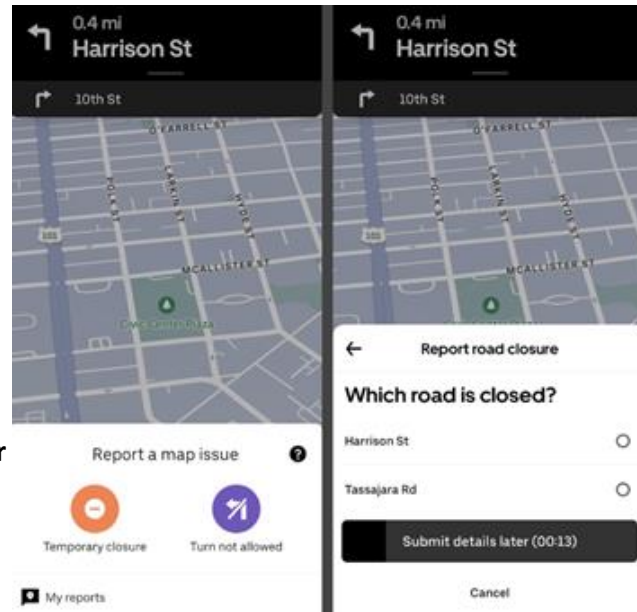 0.4 mi
Harrison St
10th St
O'FARRELL ST
POLK ST
LARKIN ST
HYDE ST
101
MCALLISTER ST
Civic Center Plaza
r
Report a map issue
?
Temporary closure
Turn not allowed
My reports
0.4 mi
Harrison St
10th St
O'FARRELL ST
POLK ST
LARKIN ST
HYDE ST
101
MCALLISTER ST
Report road closure
Which road is closed?
Harrison St
Tassajara Rd
Submit details later (00:13)
Cancel